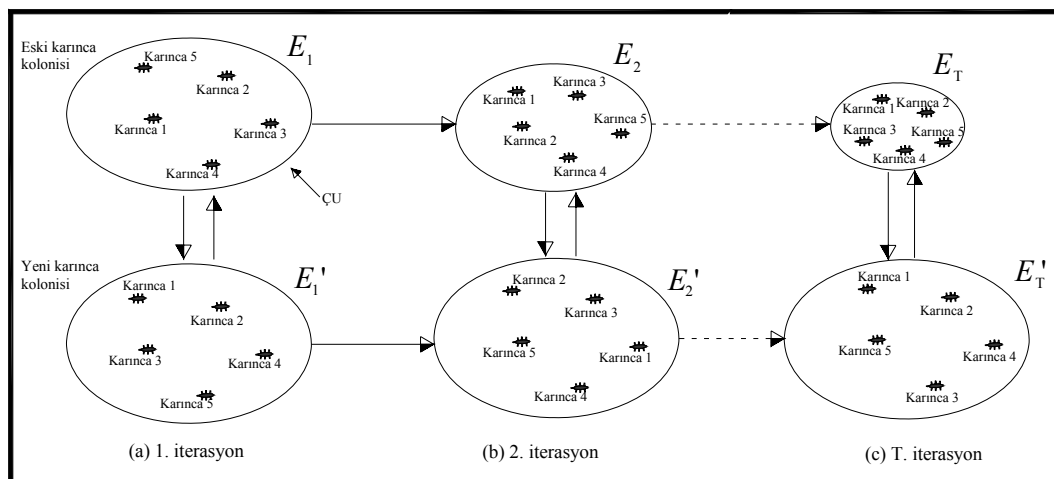 Eski karınca
kolonisi
E₁
Karınca 5
Karınca 2
Karınca 1
Karınca 3
Karınca 4
ÇU
E₂
Karınca 3
Karınca 1
Karınca 5
Karınca 2
Karınca 4
E_T
Karınca 1
Karınca 2
Karınca 3
Karınca 5
Karınca 4
Yeni karınca
kolonisi
E₁'
Karınca 1
Karınca 2
Karınca 3
Karınca 4
Karınca 5
E₂'
Karınca 2
Karınca 3
Karınca 5
Karınca 1
Karınca 4
E_T'
Karınca 1
Karınca 2
Karınca 5
Karınca 4
Karınca 3
(a) 1. iterasyon
(b) 2. iterasyon
(c) T. iterasyon